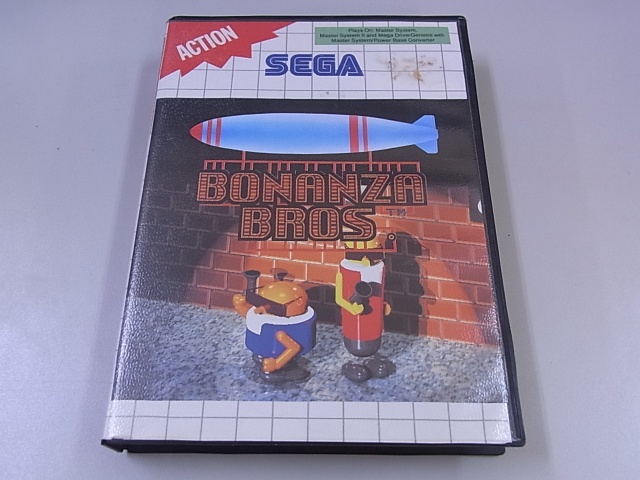 ACTION
Plays On: Master System,
Master System II and Mega Drive/Genesis with
Master System/Power Base Converter
SEGA
BONANZA
BROS.™